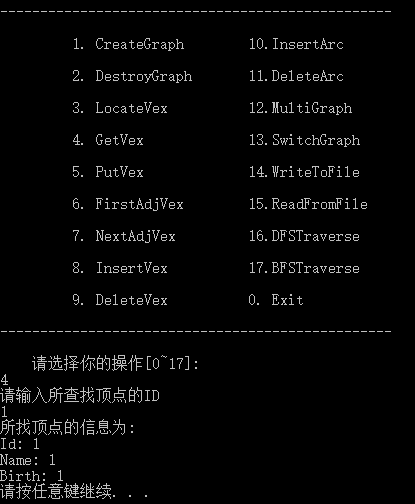 -------------------------------------------------
1. CreateGraph 10.InsertArc
2. DestroyGraph 11.DeleteArc
3. LocateVex 12.MultiGraph
4. GetVex 13.SwitchGraph
5. PutVex 14.WriteToFile
6. FirstAdjVex 15.ReadFromFile
7. NextAdjVex 16.DFSTraverse
8. InsertVex 17.BFSTraverse
9. DeleteVex 0. Exit
-------------------------------------------------
请选择你的操作[0~17]:
4
请输入所查找顶点的ID
1
所找顶点的信息为:
Id: 1
Name: 1
Birth: 1
请按任意键继续. . .